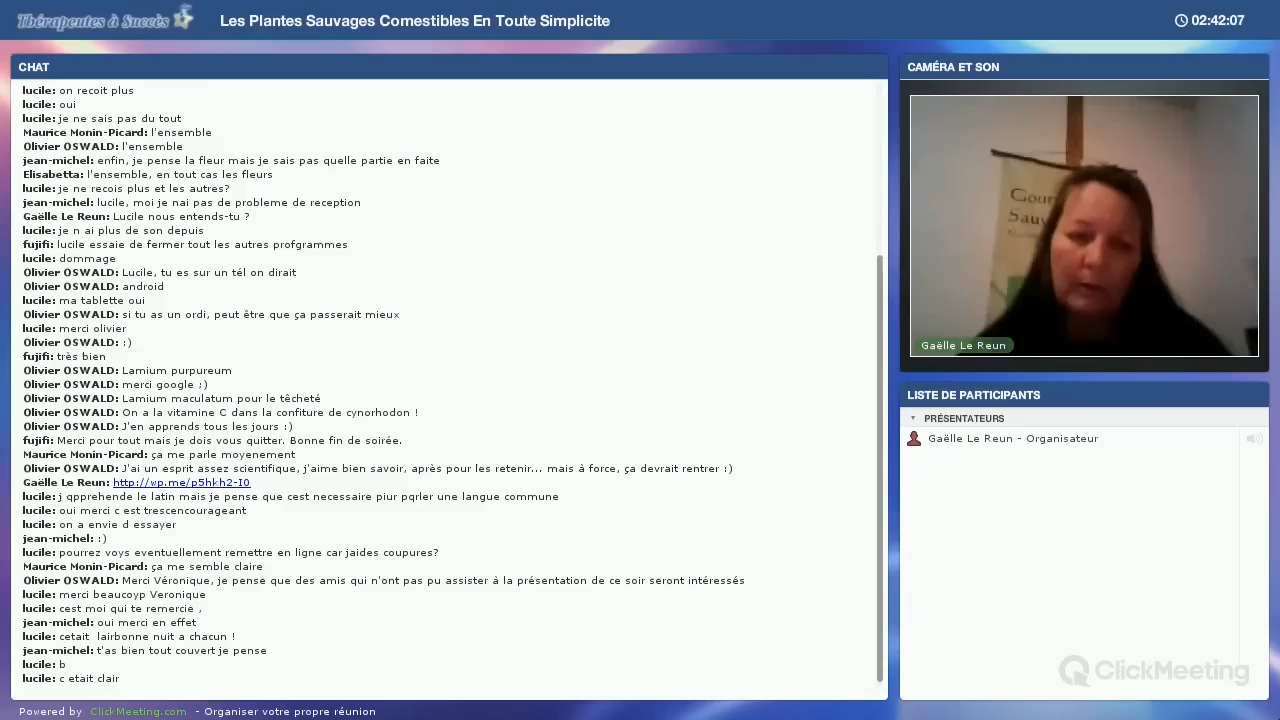 Thérapeutes à Succès
Les Plantes Sauvages Comestibles En Toute Simplicite
02:42:07
CHAT
lucile: on recoit plus
lucile: oui
lucile: je ne sais pas du tout
Maurice Monin-Picard: l'ensemble
Olivier OSWALD: l'ensemble
jean-michel: enfin, je pense la fleur mais je sais pas quelle partie en faite
Elisabetta: l'ensemble, en tout cas les fleurs
lucile: je ne recois plus et les autres?
jean-michel: lucile, moi je nai pas de probleme de reception
Gaëlle Le Reun: Lucile nous entends-tu ?
lucile: je n ai plus de son depuis
fujifi: lucile essaie de fermer tout les autres profgrammes
lucile: dommage
Olivier OSWALD: Lucile, tu es sur un tél on dirait
Olivier OSWALD: android
lucile: ma tablette oui
Olivier OSWALD: si tu as un ordi, peut être que ça passerait mieux
lucile: merci olivier
Olivier OSWALD: :)
fujifi: très bien
Olivier OSWALD: Lamium purpureum
Olivier OSWALD: merci google ;)
Olivier OSWALD: Lamium maculatum pour le têcheté
Olivier OSWALD: On a la vitamine C dans la confiture de cynorhodon !
Olivier OSWALD: J'en apprends tous les jours :)
fujifi: Merci pour tout mais je dois vous quitter. Bonne fin de soirée.
Maurice Monin-Picard: ça me parle moyenement
Olivier OSWALD: J'ai un esprit assez scientifique, j'aime bien savoir, après pour les retenir... mais à force, ça devrait rentrer :)
Gaëlle Le Reun: http://wp.me/p5hkh2-I0
lucile: j qpprehende le latin mais je pense que cest necessaire piur pqrler une langue commune
lucile: oui merci c est trescencourageant
lucile: on a envie d essayer
jean-michel: :)
lucile: pourrez voys eventuellement remettre en ligne car jaides coupures?
Maurice Monin-Picard: ça me semble claire
Olivier OSWALD: Merci Véronique, je pense que des amis qui n'ont pas pu assister à la présentation de ce soir seront intéressés
lucile: merci beaucoyp Veronique
lucile: cest moi qui te remercie ,
jean-michel: oui merci en effet
lucile: cetait lairbonne nuit a chacun !
jean-michel: t'as bien tout couvert je pense
lucile: b
lucile: c etait clair
CAMÉRA ET SON
Gour
Sauv
Gaëlle Le Reun
LISTE DE PARTICIPANTS
PRÉSENTATEURS
Gaëlle Le Reun - Organisateur
ClickMeeting
Powered by ClickMeeting.com - Organiser votre propre réunion